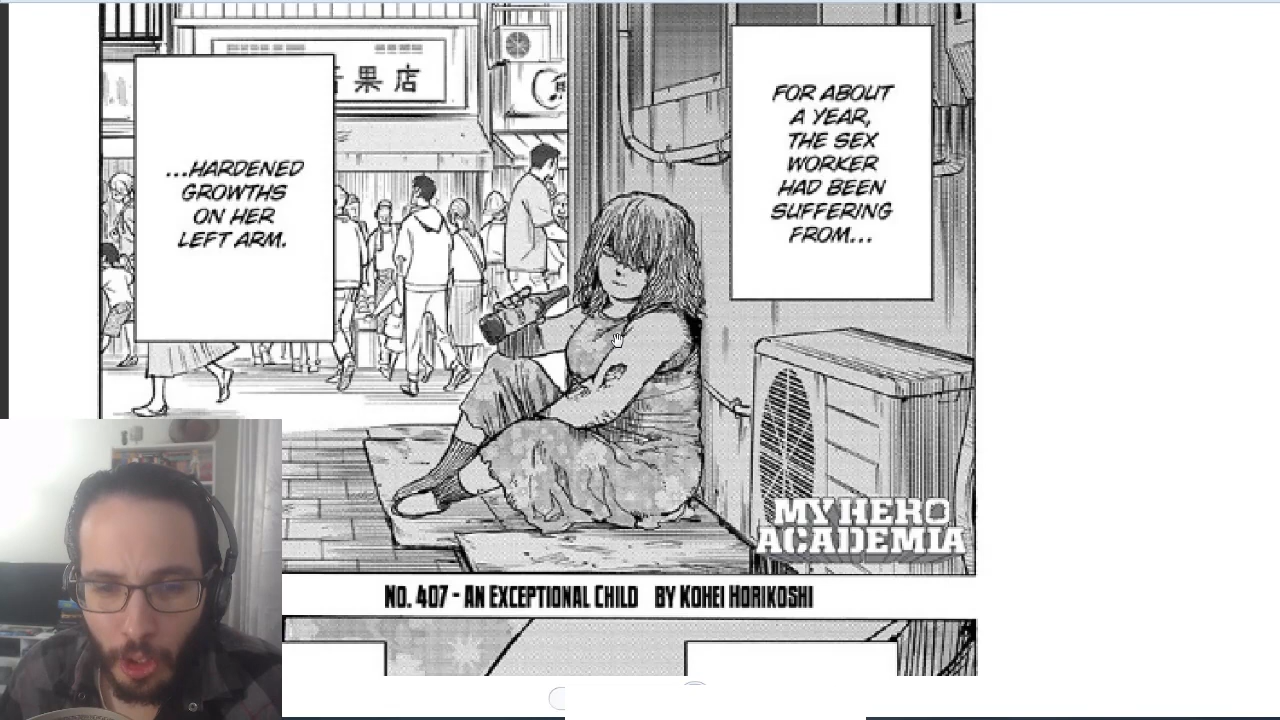 FOR ABOUT
A YEAR,
THE SEX
WORKER
HAD BEEN
SUFFERING
FROM...
...HARDENED
GROWTHS
ON HER
LEFT ARM.
果店
MY HERO
ACADEMIA
No. 407 - AN EXCEPTIONAL CHILD BY KOHEI HORIKOSHI